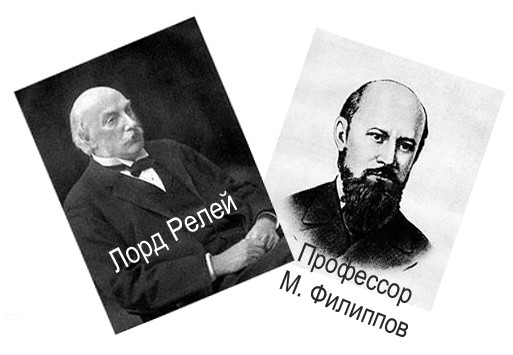 Лорд Релей
Профессор
М. Филиппов